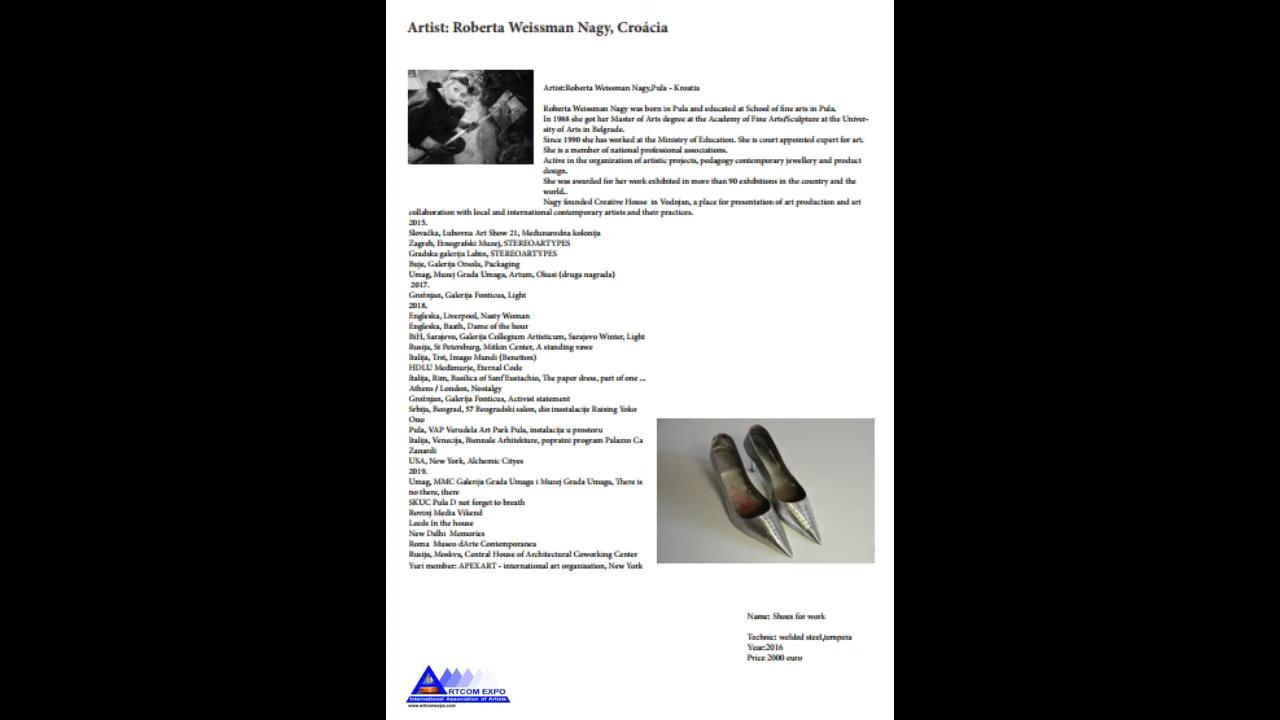 Artist: Roberta Weissman Nagy, Croácia
Artist:Roberta Weissman Nagy,Pula - Kroatia
Roberta Weissman Nagy was born in Pula and educated at School of fine arts in Pula.
In 1988 she got her Master of Arts degree at the Academy of Fine Arts/Sculpture at the Univer-
sity of Arts in Belgrade.
Since 1990 she has worked at the Ministry of Education. She is court appointed expert for art.
She is a member of national professional associations.
Active in the organization of artistic projects, pedagogy contemporary jewellery and product
design.
She was awarded for her work exhibited in more than 90 exhibitions in the country and the
world..
Nagy founded Creative House in Vodnjan, a place for presentation of art production and art
collaboration with local and international contemporary artists and their practices.
2015.
Slovačka, Lubovna Art Show 21, Međunarodna kolonija
Zagreb, Etnografski Muzej, STEREOARTYPES
Gradska galerija Labin, STEREOARTYPES
Buje, Galerija Orsola, Packaging
Umag, Muzej Grada Umaga, Artum, Okusi (druga nagrada)
2017.
Grožnjan, Galerija Fonticus, Light
2018.
Engleska, Liverpool, Nasty Woman
Engleska, Baath, Dame of the hour
BiH, Sarajevo, Galerija Collegium Artisticum, Sarajevo Winter, Light
Rusija, St Petersburg, Mitkin Center, A standing vawe
Italija, Trst, Imago Mundi (Benetton)
HDLU Međimurje, Eternal Code
Italija, Rim, Basilica of Sant'Eustachio, The paper dress, part of one ...
Athens / London, Nostalgy
Grožnjan, Galerija Fonticus, Activist statement
Srbija, Beograd, 57 Beogradski salon, dio inastalacije Raising Yoko
Ono
Pula, VAP Verudela Art Park Pula, instalacija u prostoru
Italija, Venecija, Biennale Arhitekture, popratni program Palazzo Ca
Zanardi
USA, New York, Alchemic Cityes
2019.
Umag, MMC Galerija Grada Umaga i Muzej Grada Umaga, There is
no there, there
SKUC Pula D not forget to breath
Rovinj Media Vikend
Leeds In the house
New Delhi Memories
Roma Museo dArte Contemporanea
Rusija, Moskva, Central House of Architectural Coworking Center
Yuri member: APEXART - international art organisation, New York
Name: Shoes for work
Technic: welded steel,tempera
Year:2016
Price 2000 euro
ARTCOM EXPO
International Association of Artists
www.artcomexpo.com